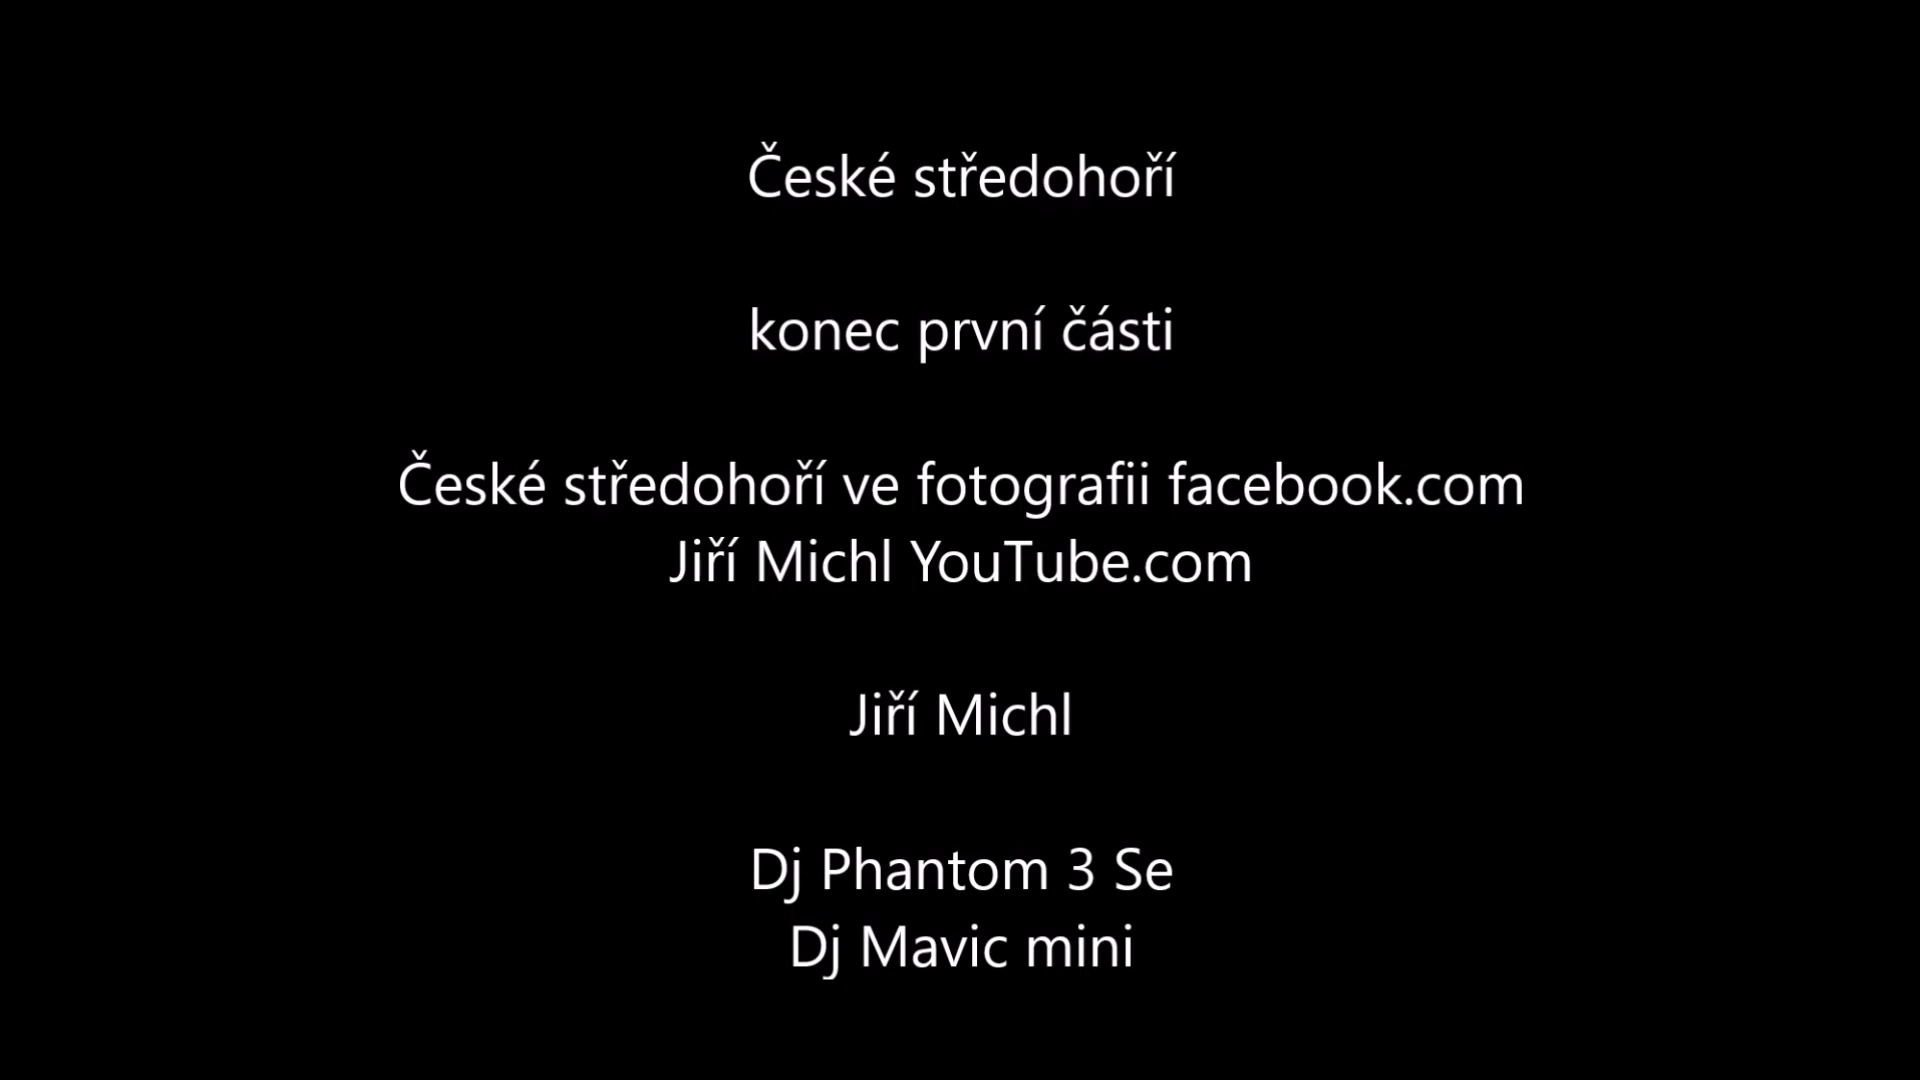 České středohoří
konec první části
České středohoří ve fotografii facebook.com
Jiří Michl YouTube.com
Jiří Michl
Dj Phantom 3 Se
Dj Mavic mini